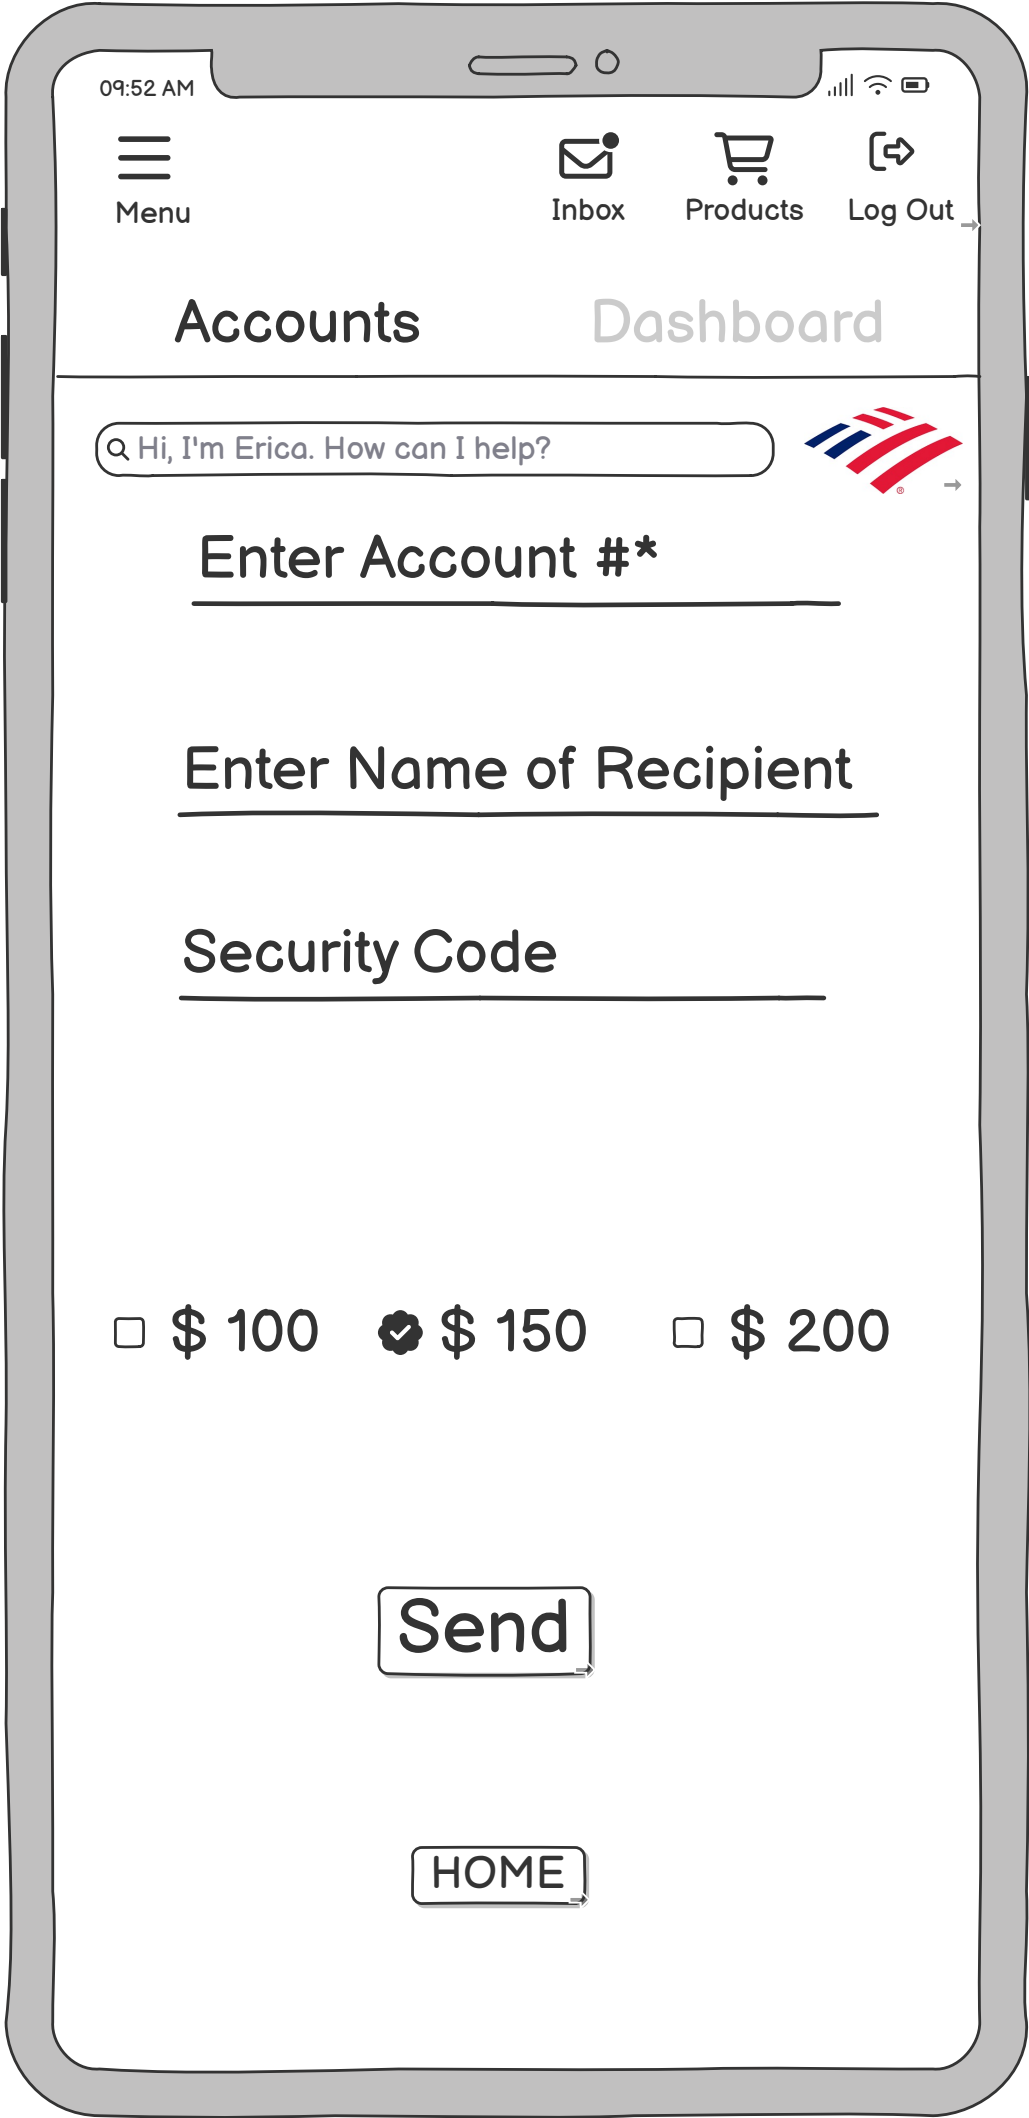 09:52 AM
Menu
Inbox
Products
Log Out
Accounts
Dashboard
Hi, I'm Erica. How can I help?
®
Enter Account #*
Enter Name of Recipient
Security Code
$ 100
$ 150
$ 200
Send
HOME